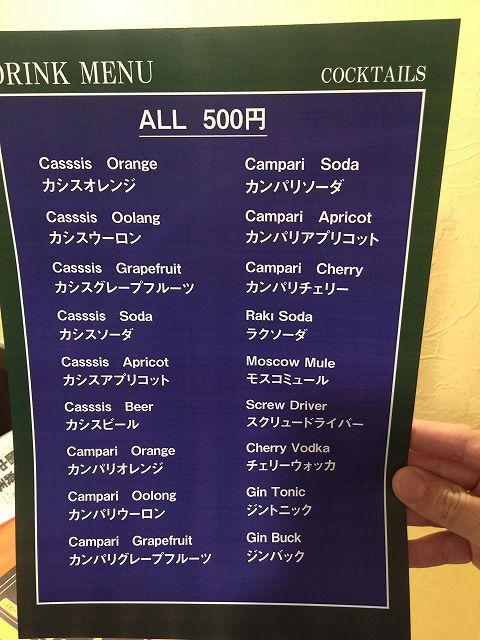 DRINK MENU
COCKTAILS
ALL 500円
Casssis Orange
カシスオレンジ
Casssis Oolang
カシスウーロン
Casssis Grapefruit
カシスグレープフルーツ
Casssis Soda
カシスソーダ
Casssis Apricot
カシスアプリコット
Casssis Beer
カシスビール
Campari Orange
カンパリオレンジ
Campari Oolong
カンパリウーロン
Campari Grapefruit
カンパリグレープフルーツ
Campari Soda
カンパリソーダ
Campari Apricot
カンパリアプリコット
Campari Cherry
カンパリチェリー
Rakı Soda
ラクソーダ
Moscow Mule
モスコミュール
Screw Driver
スクリュードライバー
Cherry Vodka
チェリーウォッカ
Gin Tonic
ジントニック
Gin Buck
ジンバック